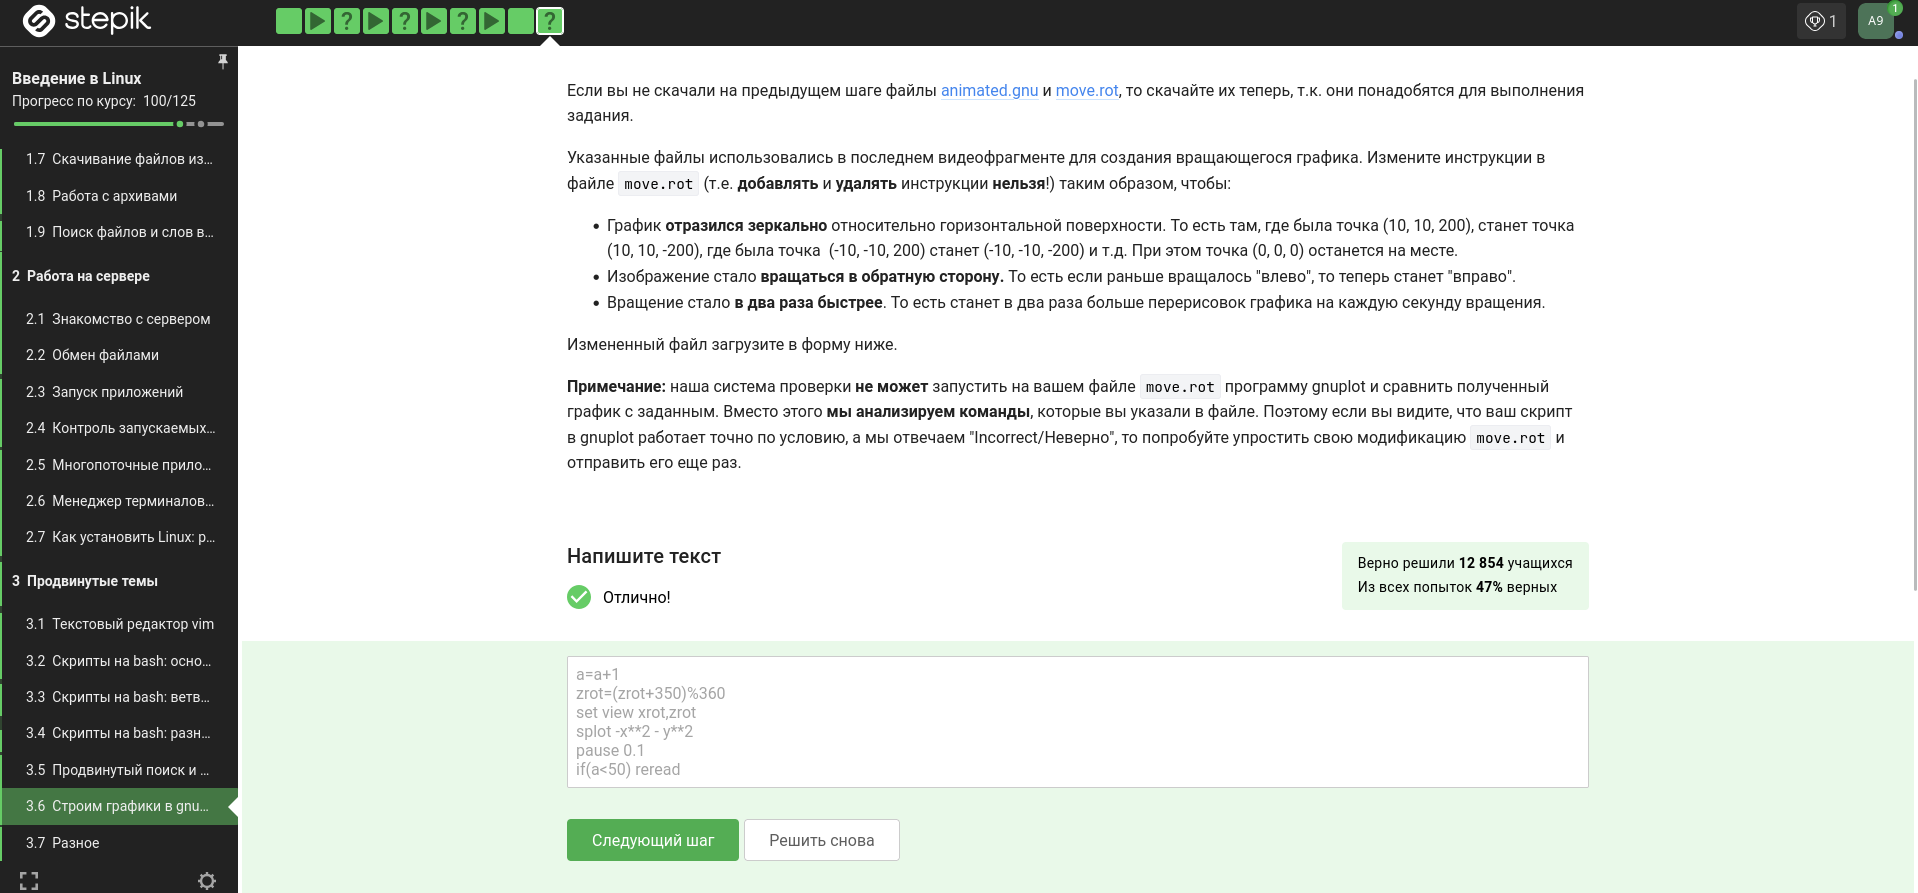 stepik
?
?
?
?
1
A9
1
Введение в Linux
Прогресс по курсу: 100/125
1.7 Скачивание файлов из...
1.8 Работа с архивами
1.9 Поиск файлов и слов в...
2 Работа на сервере
2.1 Знакомство с сервером
2.2 Обмен файлами
2.3 Запуск приложений
2.4 Контроль запускаемых...
2.5 Многопоточные прило...
2.6 Менеджер терминалов...
2.7 Как установить Linux: р...
3 Продвинутые темы
3.1 Текстовый редактор vim
3.2 Скрипты на bash: осно...
3.3 Скрипты на bash: ветв...
3.4 Скрипты на bash: разн...
3.5 Продвинутый поиск и ...
3.6 Строим графики в gnu...
3.7 Разное
Если вы не скачали на предыдущем шаге файлы animated.gnu и move.rot, то скачайте их теперь, т.к. они понадобятся для выполнения
задания.
Указанные файлы использовались в последнем видеофрагменте для создания вращающегося графика. Измените инструкции в
файле move.rot (т.е. добавлять и удалять инструкции нельзя!) таким образом, чтобы:
• График отразился зеркально относительно горизонтальной поверхности. То есть там, где была точка (10, 10, 200), станет точка
(10, 10, -200), где была точка (-10, -10, 200) станет (-10, -10, -200) и т.д. При этом точка (0, 0, 0) останется на месте.
• Изображение стало вращаться в обратную сторону. То есть если раньше вращалось "влево", то теперь станет "вправо".
• Вращение стало в два раза быстрее. То есть станет в два раза больше перерисовок графика на каждую секунду вращения.
Измененный файл загрузите в форму ниже.
Примечание: наша система проверки не может запустить на вашем файле move.rot программу gnuplot и сравнить полученный
график с заданным. Вместо этого мы анализируем команды, которые вы указали в файле. Поэтому если вы видите, что ваш скрипт
в gnuplot работает точно по условию, а мы отвечаем "Incorrect/Неверно", то попробуйте упростить свою модификацию move.rot и
отправить его еще раз.
Напишите текст
Отлично!
Верно решили 12 854 учащихся
Из всех попыток 47% верных
a=a+1
zrot=(zrot+350)%360
set view xrot,zrot
splot -x**2 - y**2
pause 0.1
if(a<50) reread
Следующий шаг
Решить снова